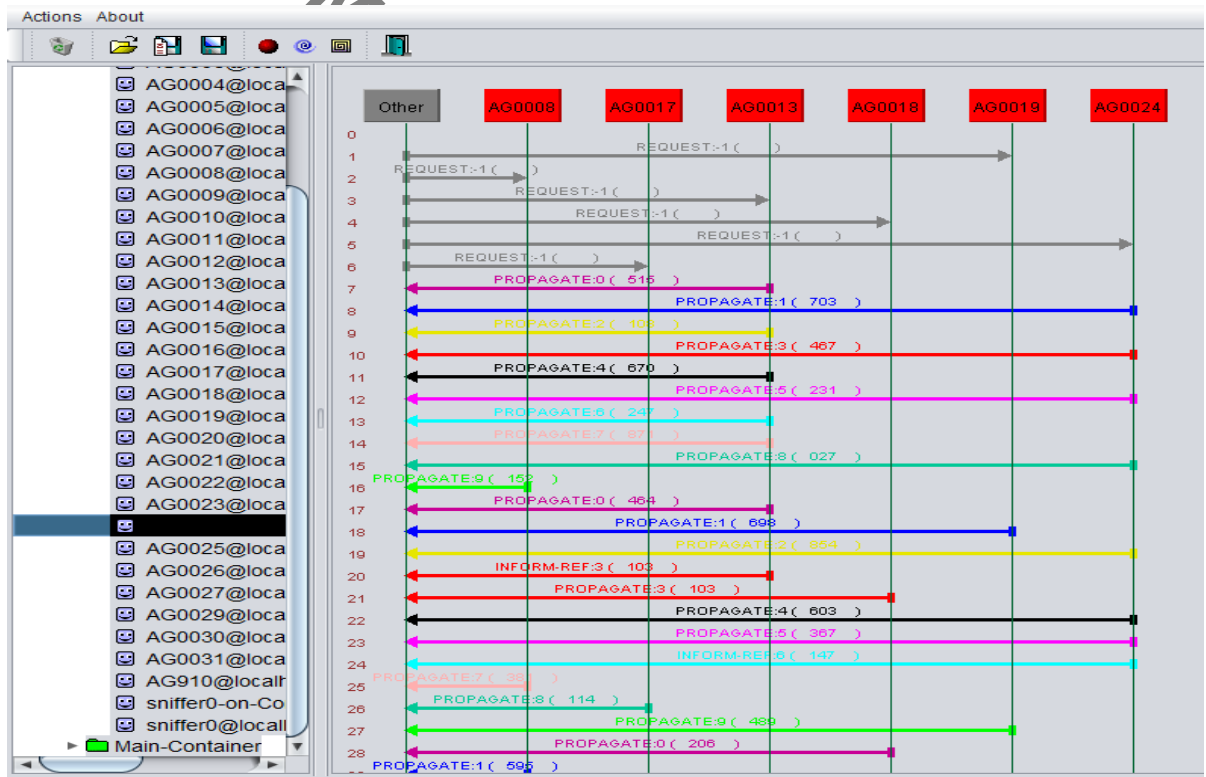 Actions About
AG0004@loca
AG0005@loca
AG0006@loca
AG0007@loca
AG0008@loca
AG0009@loca
AG0010@loca
AG0011@loca
AG0012@loca
AG0013@loca
AG0014@loca
AG0015@loca
AG0016@loca
AG0017@loca
AG0018@loca
AG0019@loca
AG0020@loca
AG0021@loca
AG0022@loca
AG0023@loca
AG0025@loca
AG0026@loca
AG0027@loca
AG0029@loca
AG0030@loca
AG0031@loca
AG910@localh
sniffer0-on-Co
sniffer0@locall
Main-Container
Other AG0008 AG0017 AG0013 AG0018 AG0019 AG0024
0
REQUEST:-1 ( )
1
REQUEST:-1 ( )
2
REQUEST:-1 ( )
3
REQUEST:-1 ( )
4
REQUEST:-1 ( )
5
REQUEST:-1 ( )
6
PROPAGATE:0 ( 515 )
7
PROPAGATE:1 ( 703 )
8
PROPAGATE:2 ( )
9
PROPAGATE:3 ( 467 )
10
PROPAGATE:4 ( 670 )
11
PROPAGATE:5 ( 231 )
12
PROPAGATE:6 ( 247 )
13
PROPAGATE:7 ( )
14
PROPAGATE:8 ( 027 )
15
PROPAGATE:9 ( 152 )
16
PROPAGATE:0 ( 464 )
17
PROPAGATE:1 ( 698 )
18
PROPAGATE:2 ( 854 )
19
INFORM-REF:3 ( 103 )
20
PROPAGATE:3 ( 103 )
21
PROPAGATE:4 ( 603 )
22
PROPAGATE:5 ( 367 )
23
INFORM-REF:6 ( 147 )
24
PROPAGATE:7 ( )
25
PROPAGATE:8 ( 114 )
26
PROPAGATE:9 ( 489 )
27
PROPAGATE:0 ( 206 )
28
PROPAGATE:1 ( 595 )